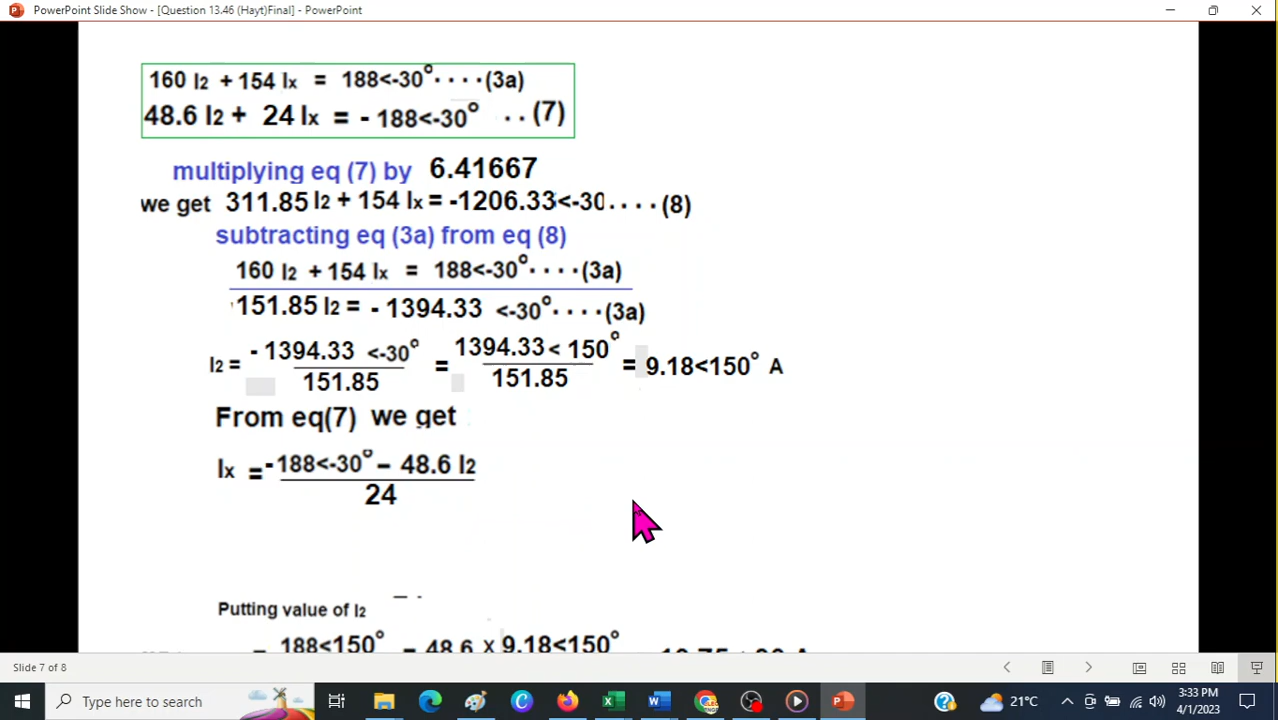 PowerPoint Slide Show - [Question 13.46 (Hayt)Final] - PowerPoint
160 I2 + 154 Ix = 188<-30° . . . . (3a)
48.6 I2 + 24 Ix = - 188<-30° . . (7)
multiplying eq (7) by 6.41667
we get 311.85 I2 + 154 Ix = -1206.33<-30 . . . . (8)
subtracting eq (3a) from eq (8)
160 I2 + 154 Ix = 188<-30° . . . . (3a)
151.85 I2 = - 1394.33 <-30° . . . . (3a)
- 1394.33 <-30° 1394.33 < 150°
I2 = = = 9.18<150° A
151.85 151.85
From eq(7) we get
-188<-30° – 48.6 I2
Ix =
24
Putting value of I2
= 188<150° = 48.6 x 9.18<150°
Slide 7 of 8
Type here to search
21°C
3:33 PM
4/1/2023